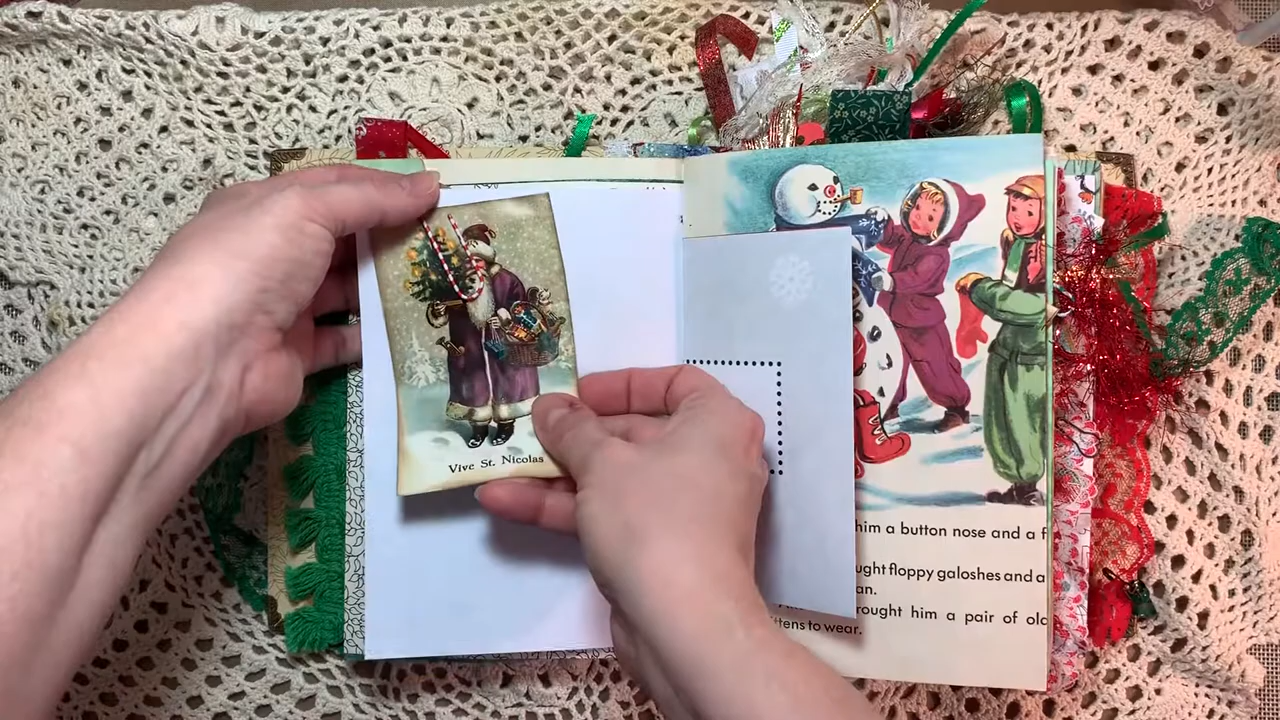 Vive St. Nicolas
him a button nose and a f
ught floppy galoshes and a
an.
rought him a pair of old
ttens to wear.